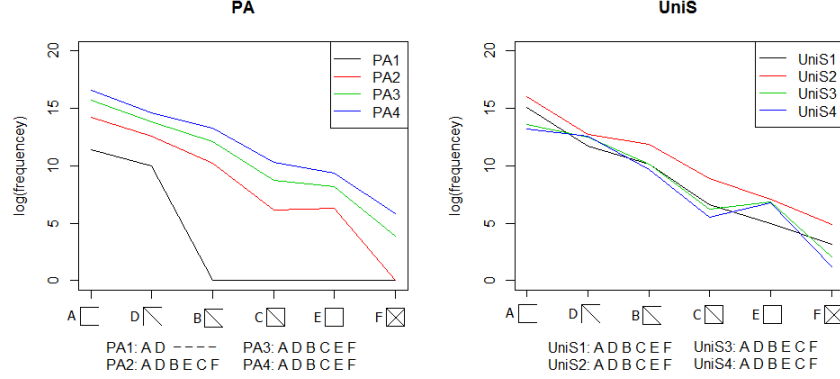 PA
UniS
log(frequencey)
20
15
10
5
0
PA1
PA2
PA3
PA4
A D B C E F
PA1: A D - - - -
PA3: A D B C E F
PA2: A D B E C F
PA4: A D B C E F
log(frequencey)
20
15
10
5
0
UniS1
UniS2
UniS3
UniS4
A D B C E F
UniS1: A D B C E F
UniS3: A D B E C F
UniS2: A D B C E F
UniS4: A D B E C F